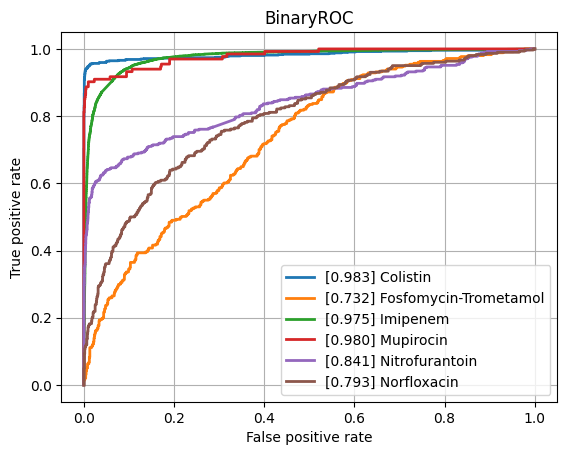 BinaryROC
True positive rate
1.0
0.8
0.6
0.4
0.2
0.0
[0.983] Colistin
[0.732] Fosfomycin-Trometamol
[0.975] Imipenem
[0.980] Mupirocin
[0.841] Nitrofurantoin
[0.793] Norfloxacin
0.0 0.2 0.4 0.6 0.8 1.0
False positive rate